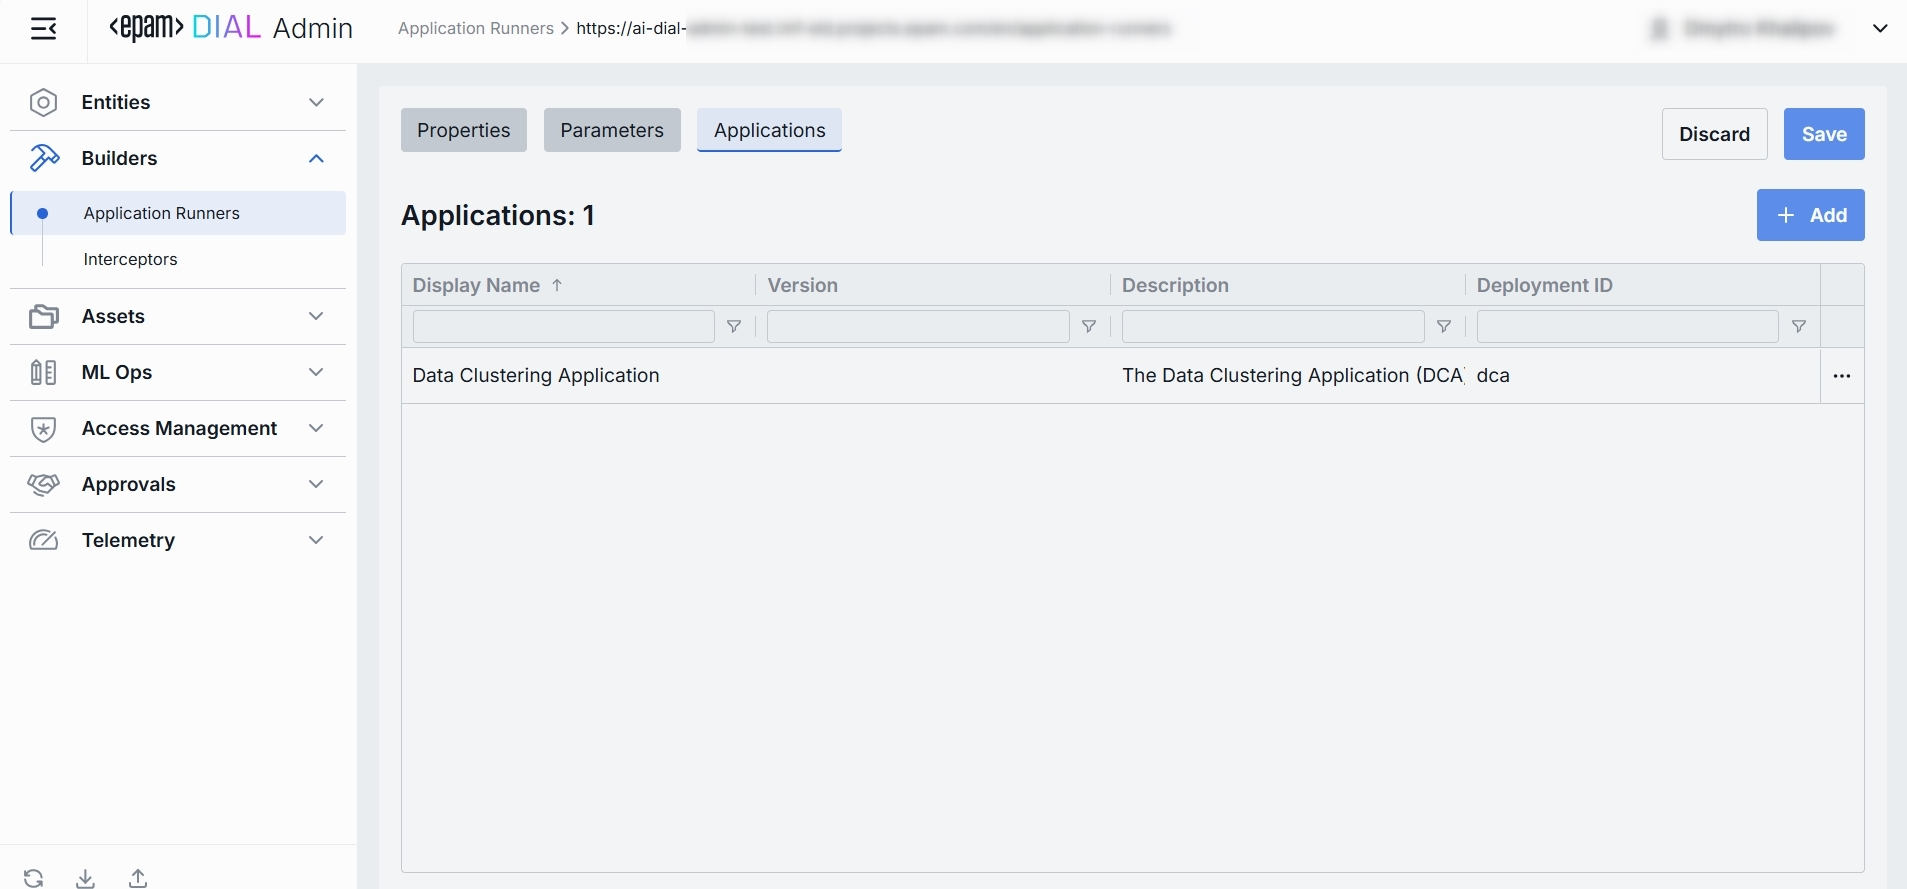 <epam> DIAL Admin
Application Runners > https://ai-dial-
Entities
Builders
Application Runners
Interceptors
Assets
ML Ops
Access Management
Approvals
Telemetry
Properties
Parameters
Applications
Discard
Save
Applications: 1
+ Add
Display Name ↑
Version
Description
Deployment ID
Data Clustering Application
The Data Clustering Application (DCA)
dca